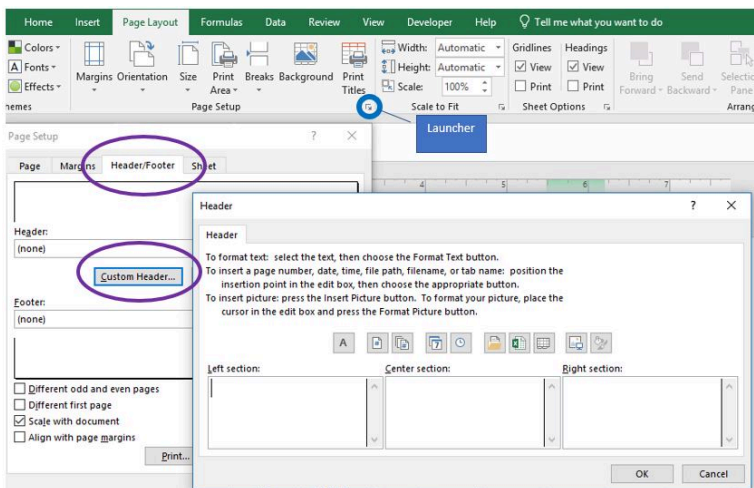 Home Insert Page Layout Formulas Data Review View Developer Help Tell me what you want to do
Colors
Fonts
Effects
Margins Orientation Size Print Area Breaks Background Print Titles
Width: Automatic
Height: Automatic
Scale: 100%
Gridlines Headings
View View
Print Print
Bring Forward Send Backward
Pane
hemes Page Setup Scale to Fit Sheet Options Arrang
Launcher
Page Setup ? ×
Page Margins Header/Footer Sheet
4 5 6 7
Header:
(none)
Custom Header...
Footer:
(none)
Different odd and even pages
Different first page
Scale with document
Align with page margins
Print...
Header ? ×
Header
To format text: select the text, then choose the Format Text button.
To insert a page number, date, time, file path, filename, or tab name: position the
insertion point in the edit box, then choose the appropriate button.
To insert picture: press the Insert Picture button. To format your picture, place the
cursor in the edit box and press the Format Picture button.
A
Left section: Center section: Right section:
OK Cancel